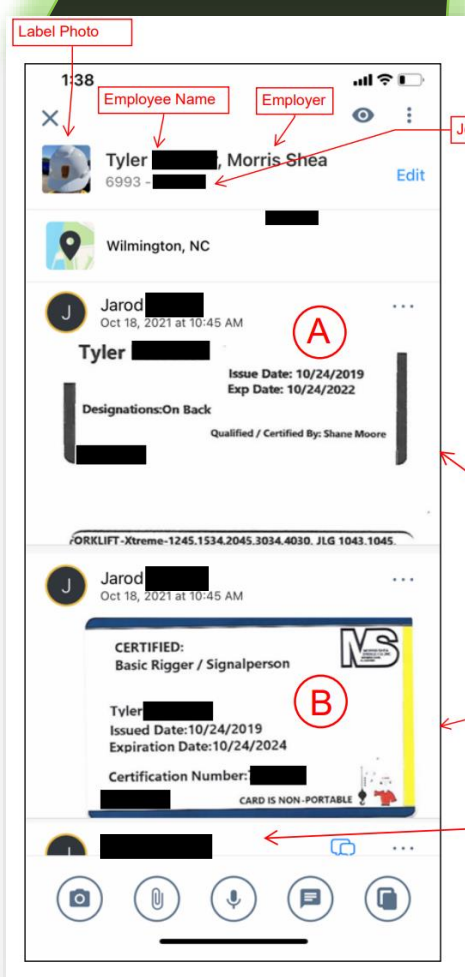 Label Photo
1:38
Employee Name
Employer
Tyler , Morris Shea
6993 -
Edit
Wilmington, NC
J
Jarod
Oct 18, 2021 at 10:45 AM
A
Tyler
Issue Date: 10/24/2019
Exp Date: 10/24/2022
Designations:On Back
Qualified / Certified By: Shane Moore
FORKLIFT-Xtreme-1245,1534,2045,3034,4030, JLG 1043,1045,
J
Jarod
Oct 18, 2021 at 10:45 AM
CERTIFIED:
Basic Rigger / Signalperson
MS
B
Tyler
Issued Date:10/24/2019
Expiration Date:10/24/2024
Certification Number:
CARD IS NON-PORTABLE